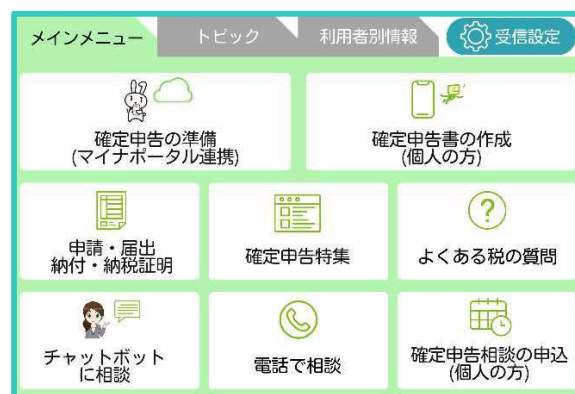 メインメニュー
トピック
利用者別情報
受信設定
確定申告の準備
(マイナポータル連携)
確定申告書の作成
(個人の方)
申請・届出
納付・納税証明
確定申告特集
よくある税の質問
チャットボット
に相談
電話で相談
確定申告相談の申込
(個人の方)